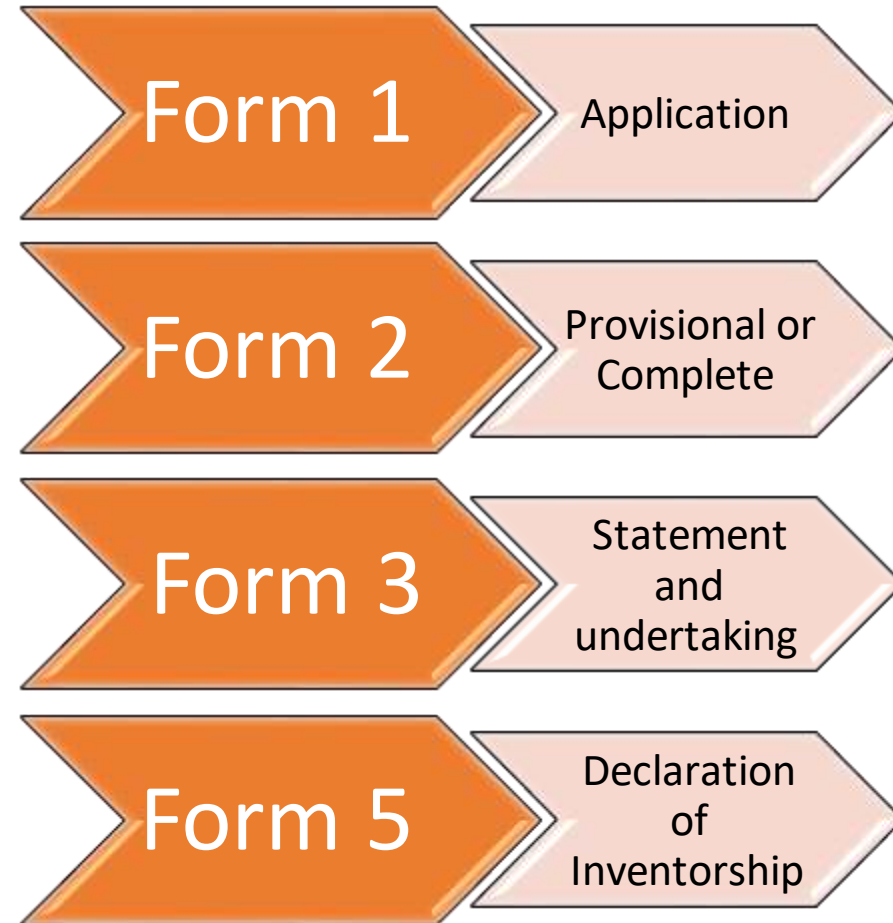 Form 1
Application
Form 2
Provisional or
Complete
Form 3
Statement
and
undertaking
Form 5
Declaration
of
Inventorship